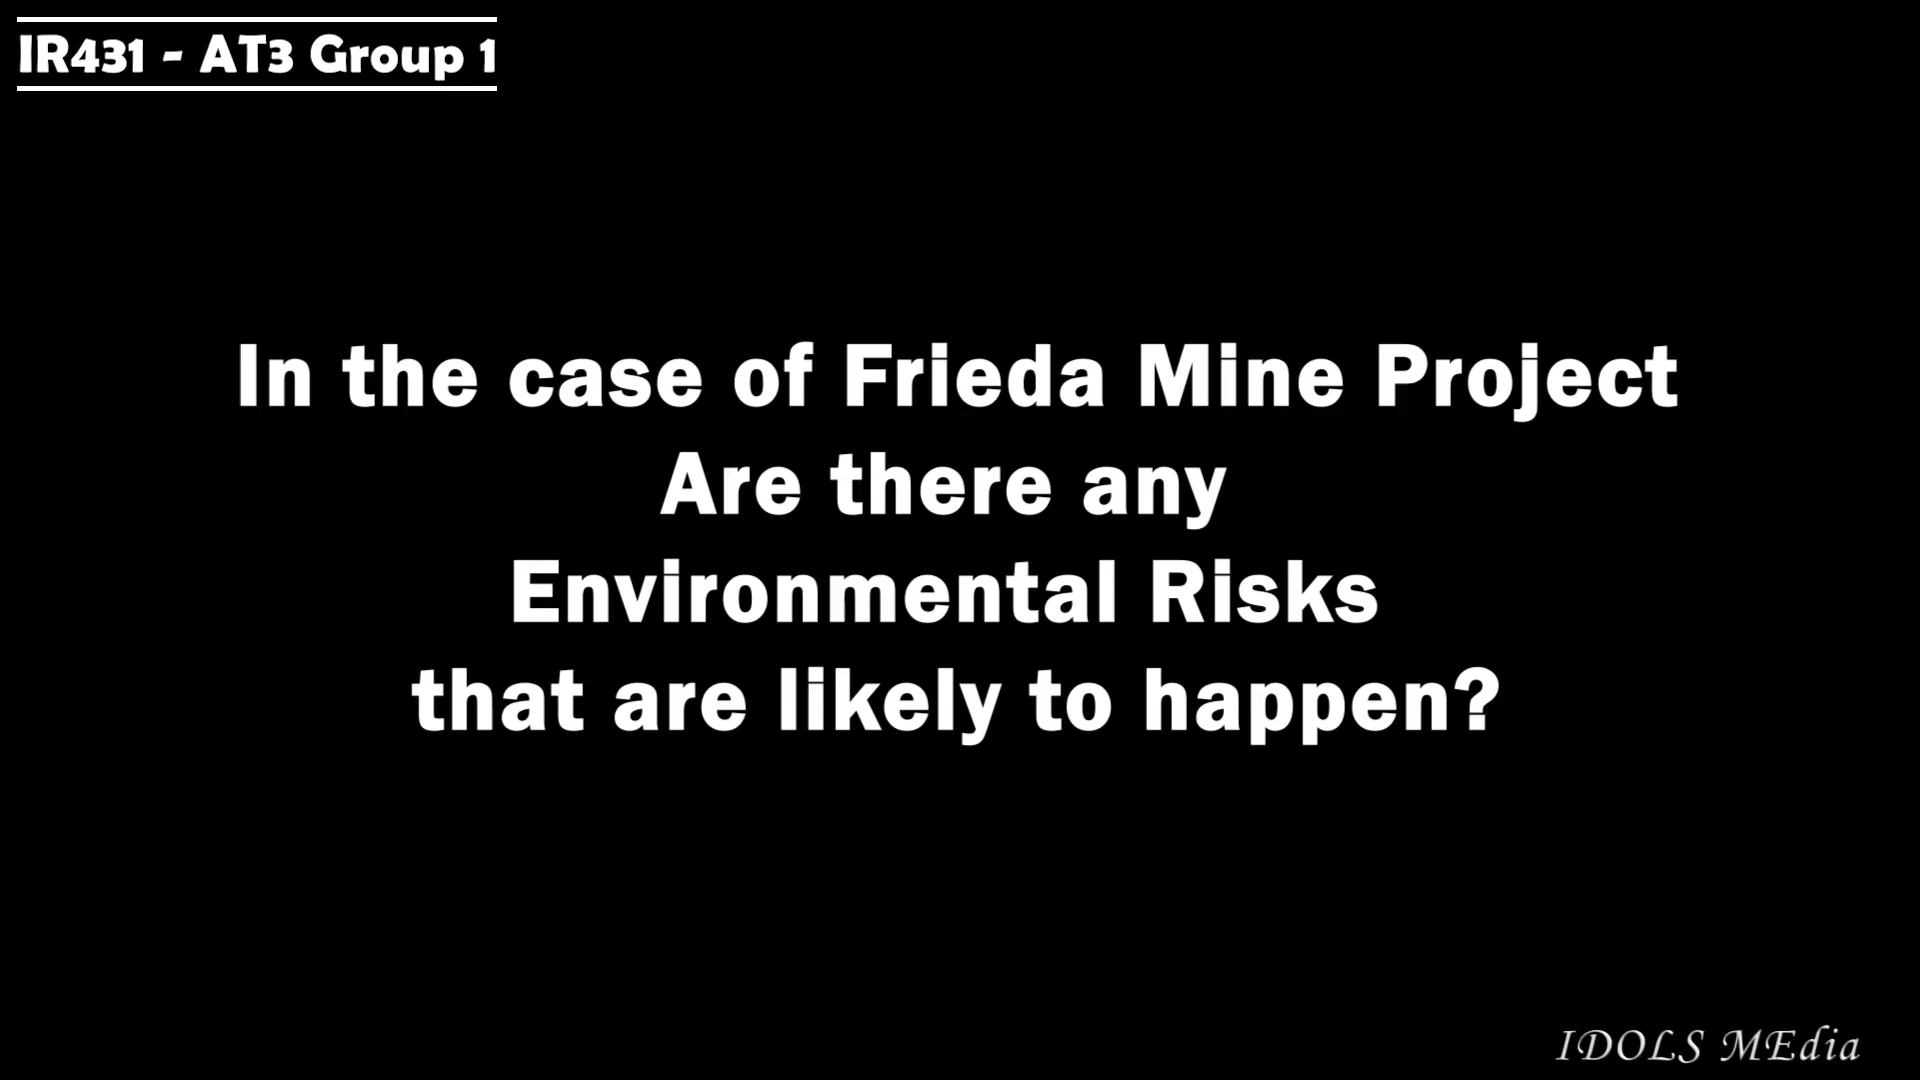 IR431 - AT3 Group 1
In the case of Frieda Mine Project
Are there any
Environmental Risks
that are likely to happen?
IDOLS MEdia